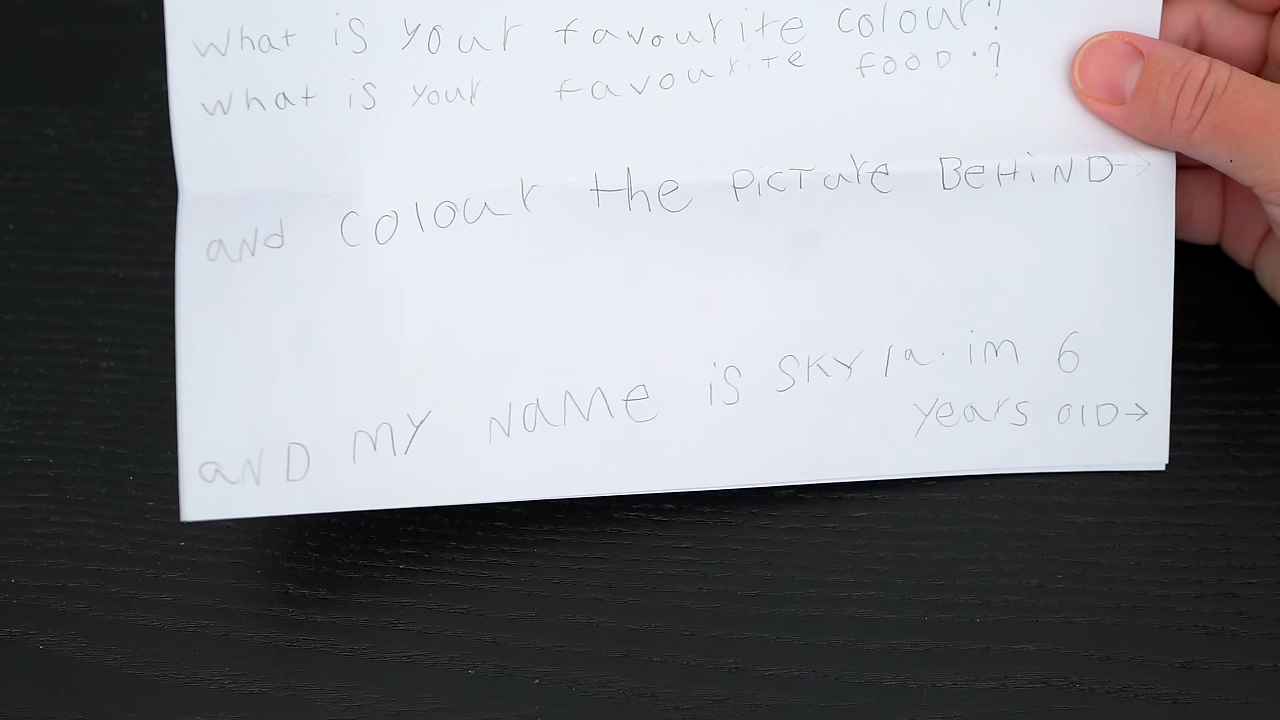 what is your favourite colour?
what is your favourite fooD.?
and colour the PicTure BeHiND→
aND my NaMe is SKYla. im 6
years olD→